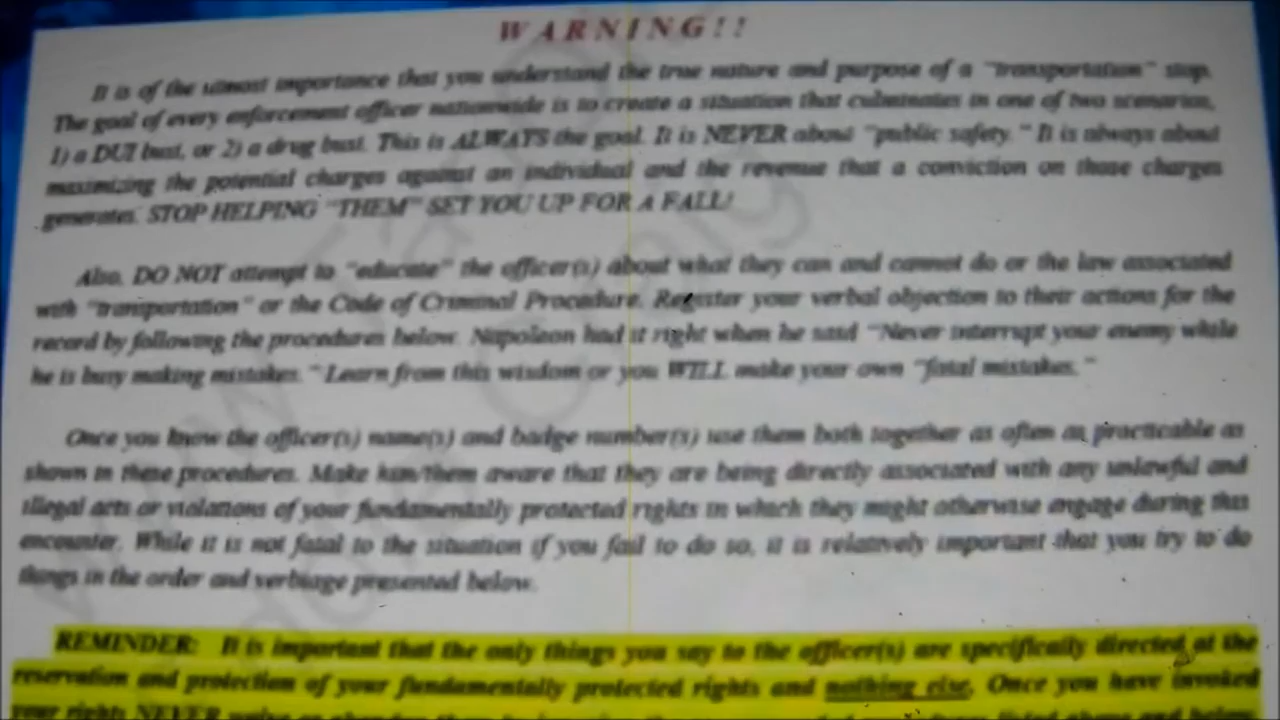 WARNING!!
It is of the utmost importance that you understand the true nature and purpose of a "transportation" stop.
The goal of every enforcement officer nationwide is to create a situation that culminates in one of two scenarios,
1) a DUI bust, or 2) a drug bust. This is ALWAYS the goal. It is NEVER about "public safety." It is always about
maximizing the potential charges against an individual and the revenue that a conviction on those charges
generates. STOP HELPING "THEM" SET YOU UP FOR A FALL!
Also, DO NOT attempt to "educate" the officer(s) about what they can and cannot do or the law associated
with "transportation" or the Code of Criminal Procedure. Register your verbal objection to their actions for the
record by following the procedures below. Napoleon had it right when he said "Never interrupt your enemy while
he is busy making mistakes." Learn from this wisdom or you WILL make your own "fatal mistakes."
Once you know the officer(s) name(s) and badge number(s) use them both together as often as practicable as
shown in these procedures. Make him/them aware that they are being directly associated with any unlawful and
illegal acts or violations of your fundamentally protected rights in which they might otherwise engage during this
encounter. While it is not fatal to the situation if you fail to do so, it is relatively important that you try to do
things in the order and verbiage presented below.
REMINDER: It is important that the only things you say to the officer(s) are specifically directed at the
reservation and protection of your fundamentally protected rights and nothing else. Once you have invoked
your rights NEVER